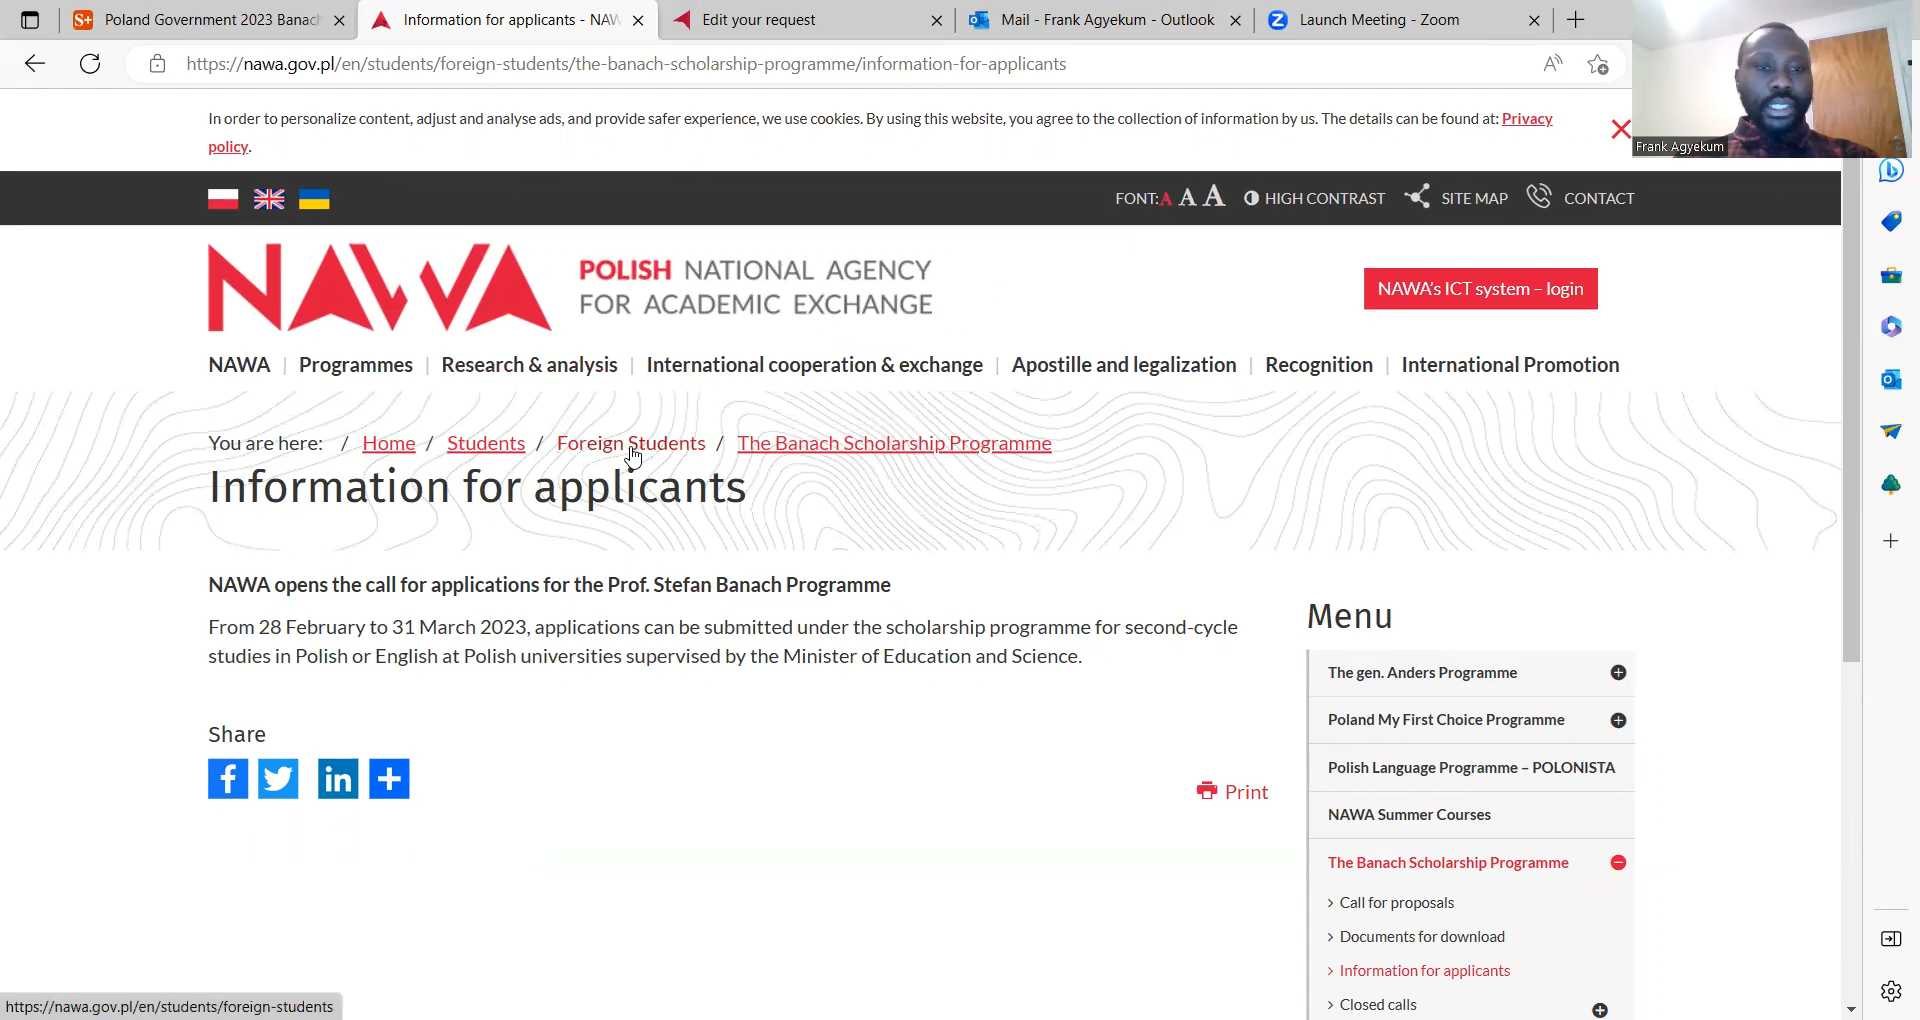 Poland Government 2023 Banach
Information for applicants - NAW
Edit your request
Mail - Frank Agyekum - Outlook
Launch Meeting - Zoom
https://nawa.gov.pl/en/students/foreign-students/the-banach-scholarship-programme/information-for-applicants
Frank Agyekum
In order to personalize content, adjust and analyse ads, and provide safer experience, we use cookies. By using this website, you agree to the collection of information by us. The details can be found at: Privacy
policy.
FONT: A A A HIGH CONTRAST SITE MAP CONTACT
NAWA
POLISH NATIONAL AGENCY
FOR ACADEMIC EXCHANGE
NAWA's ICT system – login
NAWA | Programmes | Research & analysis | International cooperation & exchange | Apostille and legalization | Recognition | International Promotion
You are here: / Home / Students / Foreign Students / The Banach Scholarship Programme
Information for applicants
NAWA opens the call for applications for the Prof. Stefan Banach Programme
From 28 February to 31 March 2023, applications can be submitted under the scholarship programme for second-cycle
studies in Polish or English at Polish universities supervised by the Minister of Education and Science.
Share
Print
Menu
The gen. Anders Programme
Poland My First Choice Programme
Polish Language Programme – POLONISTA
NAWA Summer Courses
The Banach Scholarship Programme
> Call for proposals
> Documents for download
> Information for applicants
> Closed calls
https://nawa.gov.pl/en/students/foreign-students